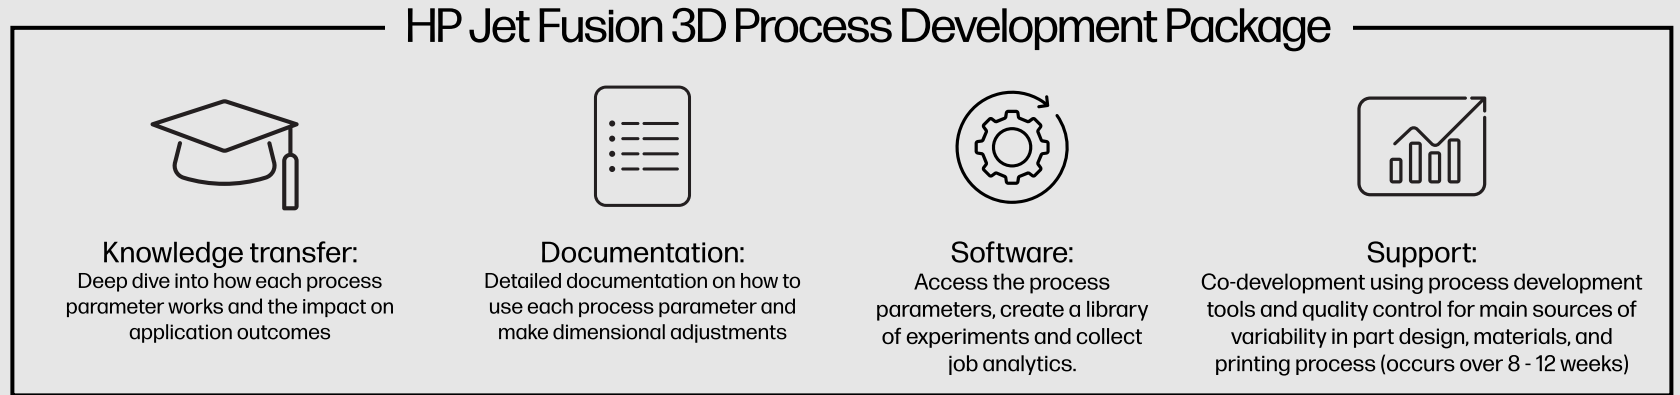 HP Jet Fusion 3D Process Development Package
Knowledge transfer:
Deep dive into how each process
parameter works and the impact on
application outcomes
Documentation:
Detailed documentation on how to
use each process parameter and
make dimensional adjustments
Software:
Access the process
parameters, create a library
of experiments and collect
job analytics.
Support:
Co-development using process development
tools and quality control for main sources of
variability in part design, materials, and
printing process (occurs over 8 - 12 weeks)